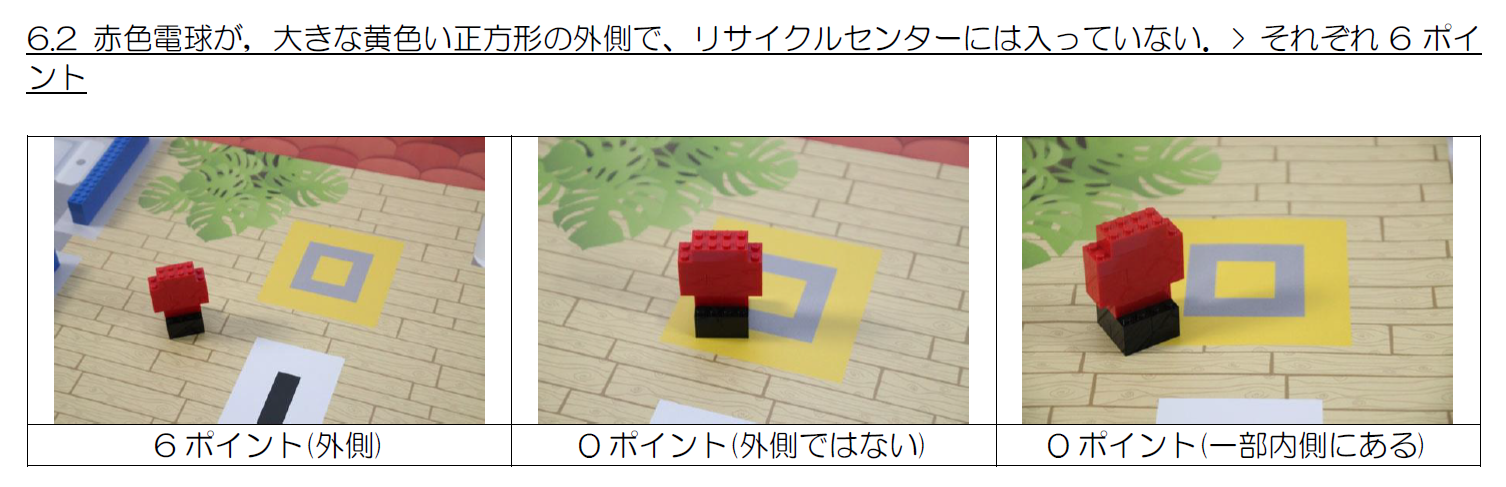 6.2 赤色電球が，大きな黄色い正方形の外側で、リサイクルセンターには入っていない．> それぞれ 6 ポイ
ント
6 ポイント(外側)
0 ポイント(外側ではない)
0 ポイント(一部内側にある)